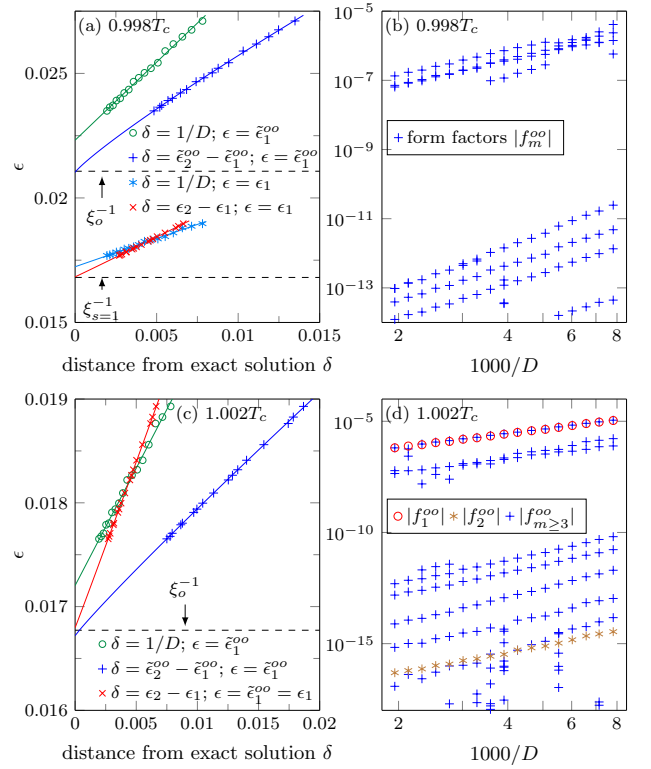 (a) 0.998T_c
0.025
0.02
0.015
ϵ
δ = 1/D; ϵ = ϵ̃_1^{oo}
δ = ϵ̃_2^{oo} − ϵ̃_1^{oo}; ϵ = ϵ̃_1^{oo}
δ = 1/D; ϵ = ϵ_1
δ = ϵ_2 − ϵ_1; ϵ = ϵ_1
ξ_o^{-1}
ξ_{s=1}^{-1}
0 0.005 0.01 0.015
distance from exact solution δ
(b) 0.998T_c
10^{-5}
10^{-7}
10^{-9}
10^{-11}
10^{-13}
form factors |f_m^{oo}|
2 4 6 8
1000/D
(c) 1.002T_c
0.019
0.018
0.017
0.016
ϵ
ξ_o^{-1}
δ = 1/D; ϵ = ϵ̃_1^{oo}
δ = ϵ̃_2^{oo} − ϵ̃_1^{oo}; ϵ = ϵ̃_1^{oo}
δ = ϵ_2 − ϵ_1; ϵ = ϵ̃_1^{oo} = ϵ_1
0 0.005 0.01 0.015 0.02
distance from exact solution δ
(d) 1.002T_c
10^{-5}
10^{-10}
10^{-15}
|f_1^{oo}| |f_2^{oo}| |f_{m≥3}^{oo}|
2 4 6 8
1000/D